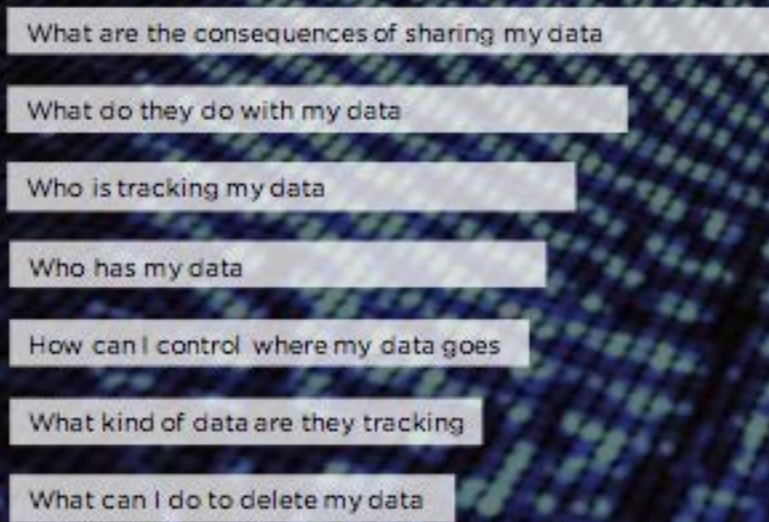 What are the consequences of sharing my data
What do they do with my data
Who is tracking my data
Who has my data
How can I control where my data goes
What kind of data are they tracking
What can I do to delete my data